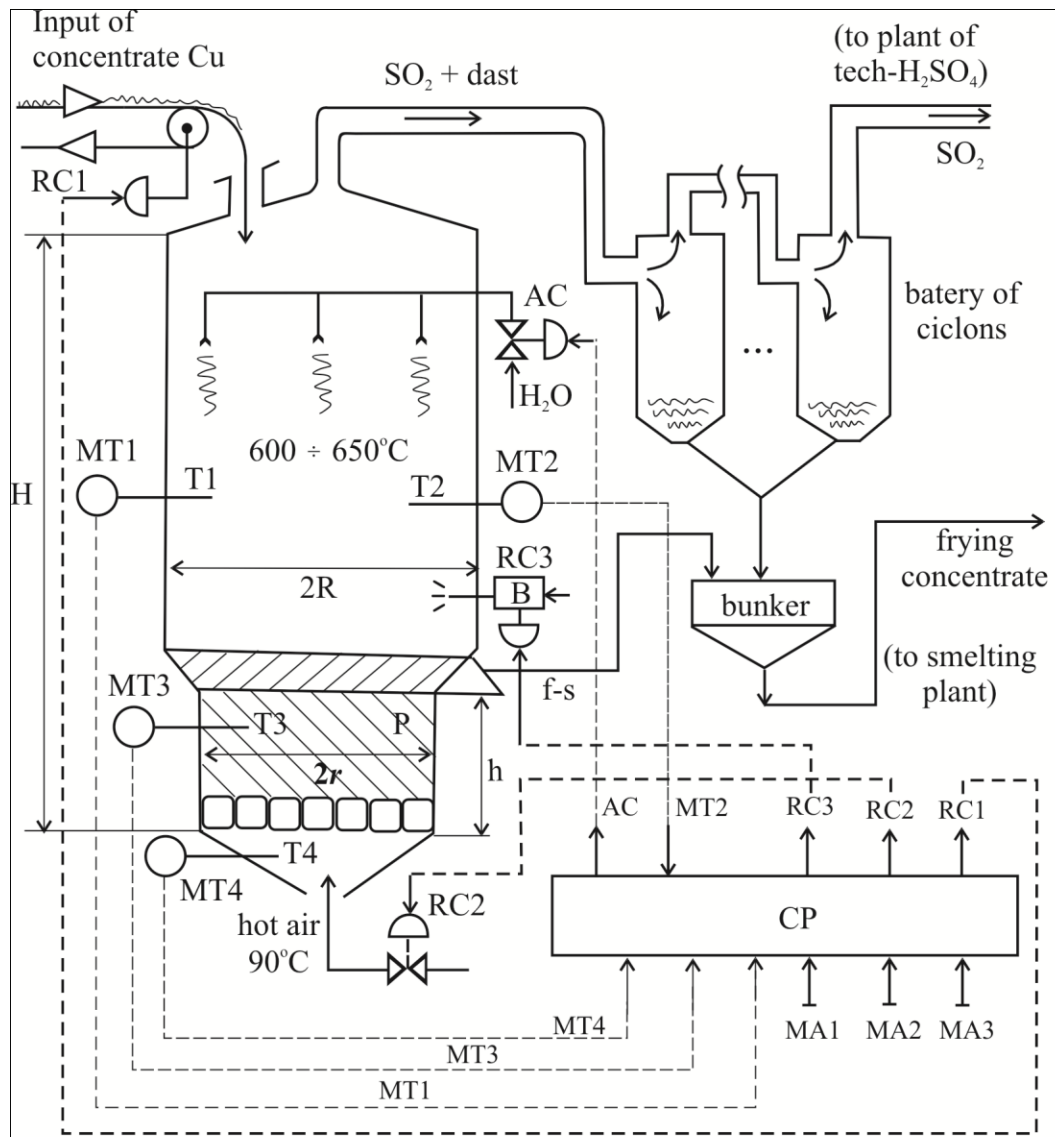 Input of
concentrate Cu
SO₂ + dast
(to plant of
tech-H₂SO₄)
SO₂
RC1
AC
H₂O
batery of
ciclons
...
600 ÷ 650°C
MT1
T1
T2
MT2
H
2R
RC3
B
bunker
frying
concentrate
(to smelting
plant)
f-s
MT3
T3
P
2r
h
MT4
T4
hot air
90°C
RC2
AC
MT2
RC3
RC2
RC1
CP
MA1
MA2
MA3
MT4
MT3
MT1